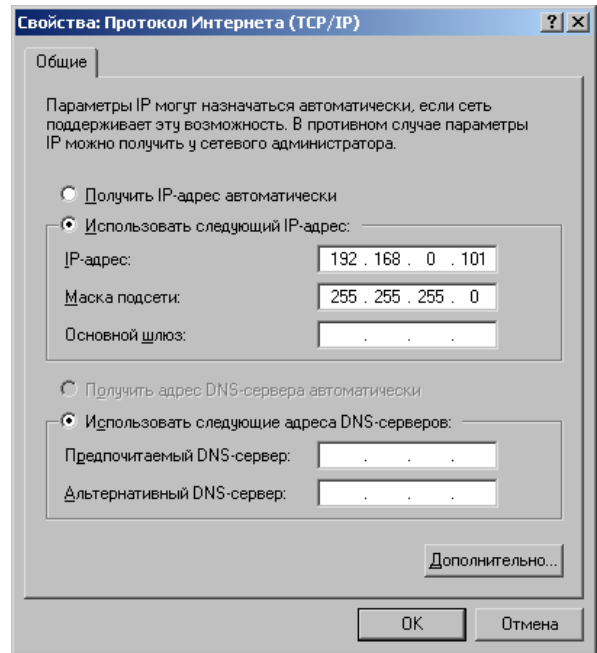 Свойства: Протокол Интернета (TCP/IP)
Общие
Параметры IP могут назначаться автоматически, если сеть
поддерживает эту возможность. В противном случае параметры
IP можно получить у сетевого администратора.
Получить IP-адрес автоматически
Использовать следующий IP-адрес:
IP-адрес: 192 . 168 . 0 . 101
Маска подсети: 255 . 255 . 255 . 0
Основной шлюз: . . .
Получить адрес DNS-сервера автоматически
Использовать следующие адреса DNS-серверов:
Предпочитаемый DNS-сервер: . . .
Альтернативный DNS-сервер: . . .
Дополнительно...
OK Отмена